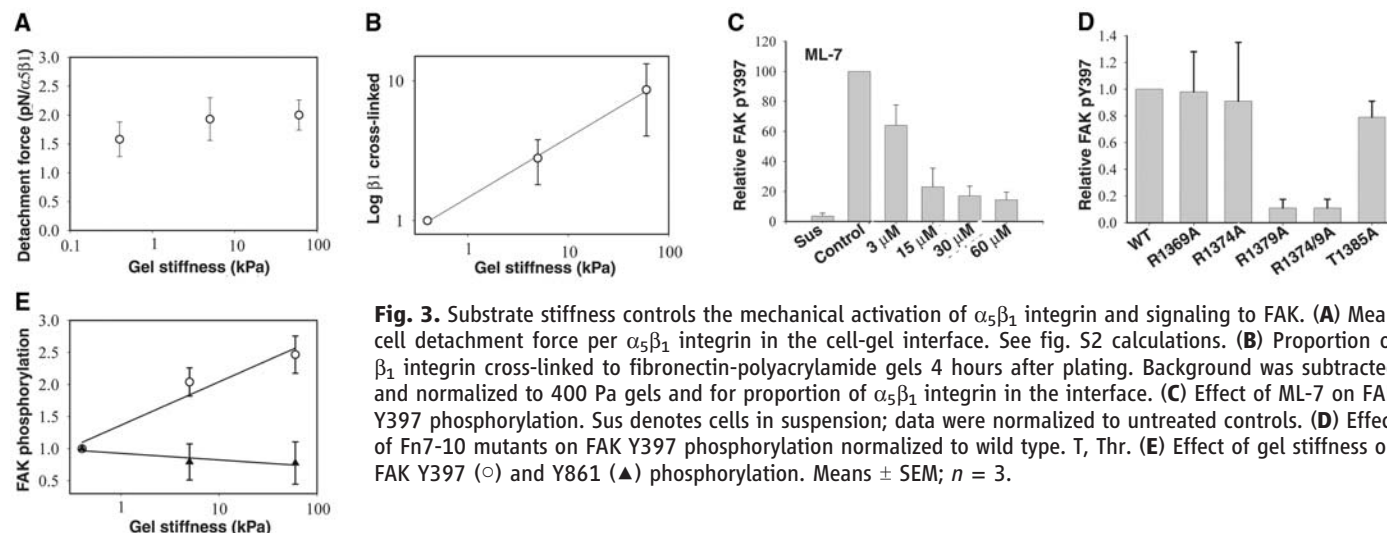 A
Detachment force (pN/α5β1)
3.0
2.5
2.0
1.5
1.0
0.5
0.0
0.1
1
10
100
Gel stiffness (kPa)
B
Log β1 cross-linked
10
1
1
10
100
Gel stiffness (kPa)
C
ML-7
Relative FAK pY397
120
100
80
60
40
20
0
Sus
Control
3 μM
15 μM
30 μM
60 μM
D
Relative FAK pY397
1.4
1.2
1.0
0.8
0.6
0.4
0.2
0.0
WT
R1369A
R1374A
R1379A
R1374/9A
T1385A
E
FAK phosphorylation
3.0
2.5
2.0
1.5
1.0
0.5
1
10
100
Gel stiffness (kPa)
Fig. 3. Substrate stiffness controls the mechanical activation of α5β1 integrin and signaling to FAK. (A) Mea
cell detachment force per α5β1 integrin in the cell-gel interface. See fig. S2 calculations. (B) Proportion o
β1 integrin cross-linked to fibronectin-polyacrylamide gels 4 hours after plating. Background was subtracte
and normalized to 400 Pa gels and for proportion of α5β1 integrin in the interface. (C) Effect of ML-7 on FA
Y397 phosphorylation. Sus denotes cells in suspension; data were normalized to untreated controls. (D) Effec
of Fn7-10 mutants on FAK Y397 phosphorylation normalized to wild type. T, Thr. (E) Effect of gel stiffness o
FAK Y397 (○) and Y861 (▲) phosphorylation. Means ± SEM; n = 3.